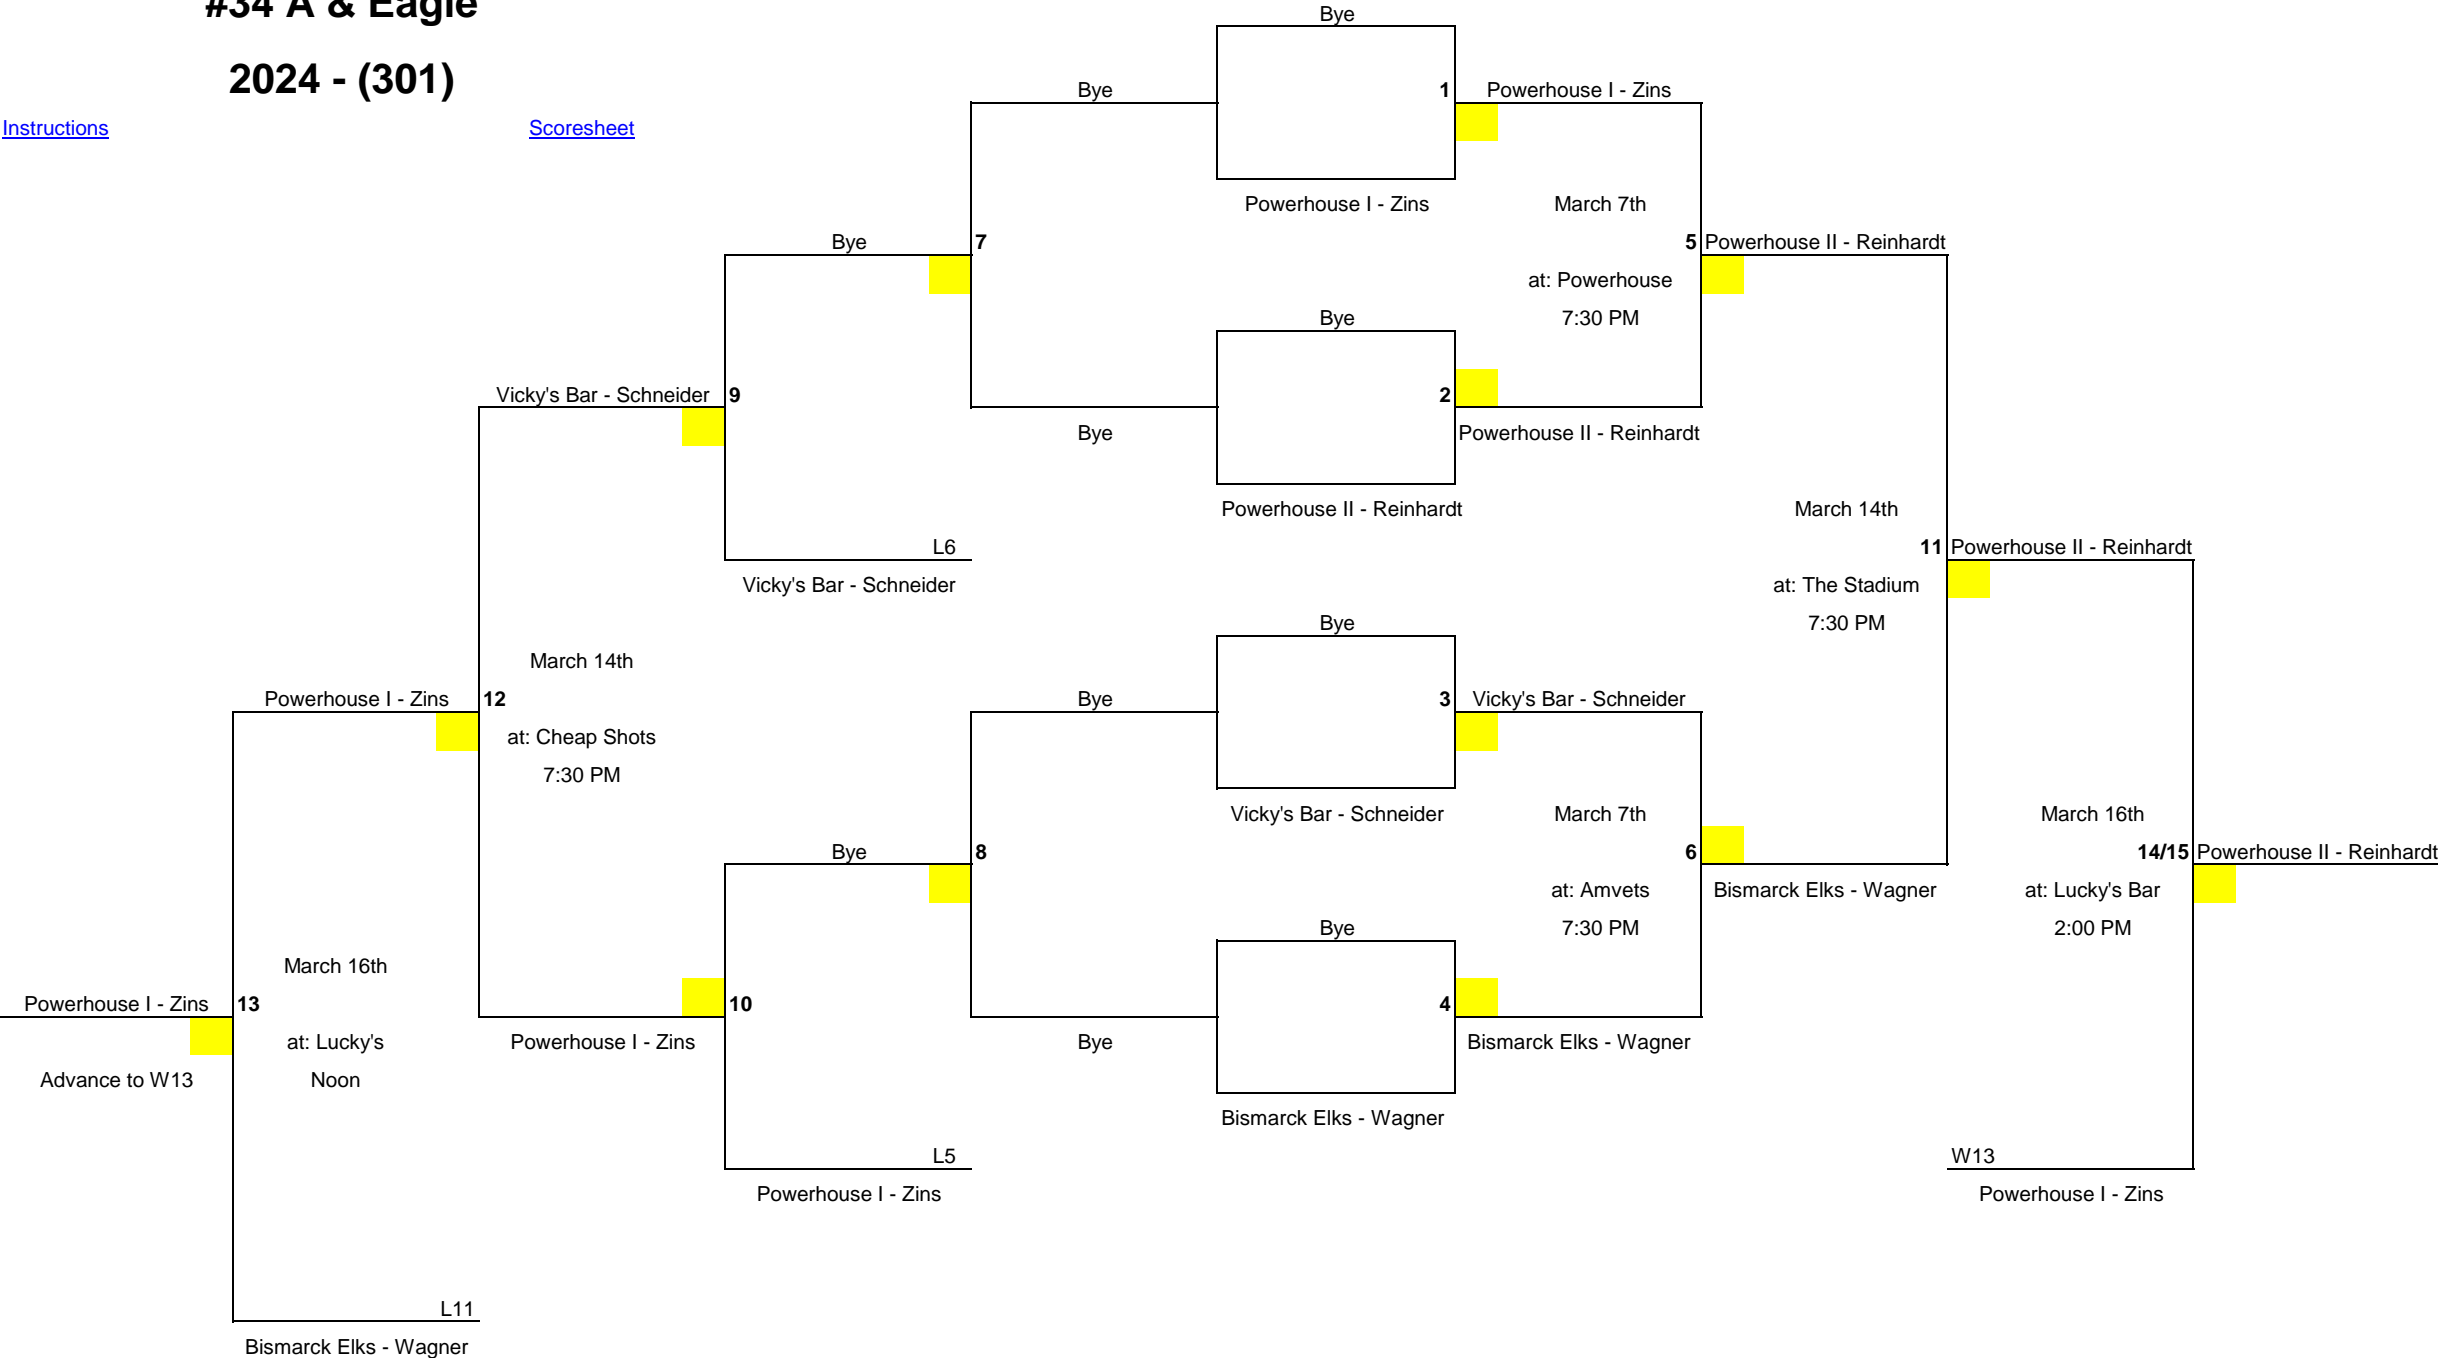 #34 A & Eagle
Bye
2024 - (301)
Bye
1
Powerhouse I - Zins
Instructions
Scoresheet
Powerhouse I - Zins
March 7th
Bye
7
5
Powerhouse II - Reinhardt
at: Powerhouse
Bye
7:30 PM
Vicky's Bar - Schneider
9
2
Bye
Powerhouse II - Reinhardt
Powerhouse II - Reinhardt
March 14th
L6
11
Powerhouse II - Reinhardt
Vicky's Bar - Schneider
at: The Stadium
Bye
7:30 PM
March 14th
Powerhouse I - Zins
12
Bye
3
Vicky's Bar - Schneider
at: Cheap Shots
7:30 PM
Vicky's Bar - Schneider
March 7th
March 16th
Bye
8
6
14/15
Powerhouse II - Reinhardt
at: Amvets
Bismarck Elks - Wagner
at: Lucky's Bar
Bye
7:30 PM
2:00 PM
March 16th
Powerhouse I - Zins
13
10
4
at: Lucky's
Powerhouse I - Zins
Bye
Bismarck Elks - Wagner
Advance to W13
Noon
Bismarck Elks - Wagner
L5
W13
Powerhouse I - Zins
Powerhouse I - Zins
L11
Bismarck Elks - Wagner